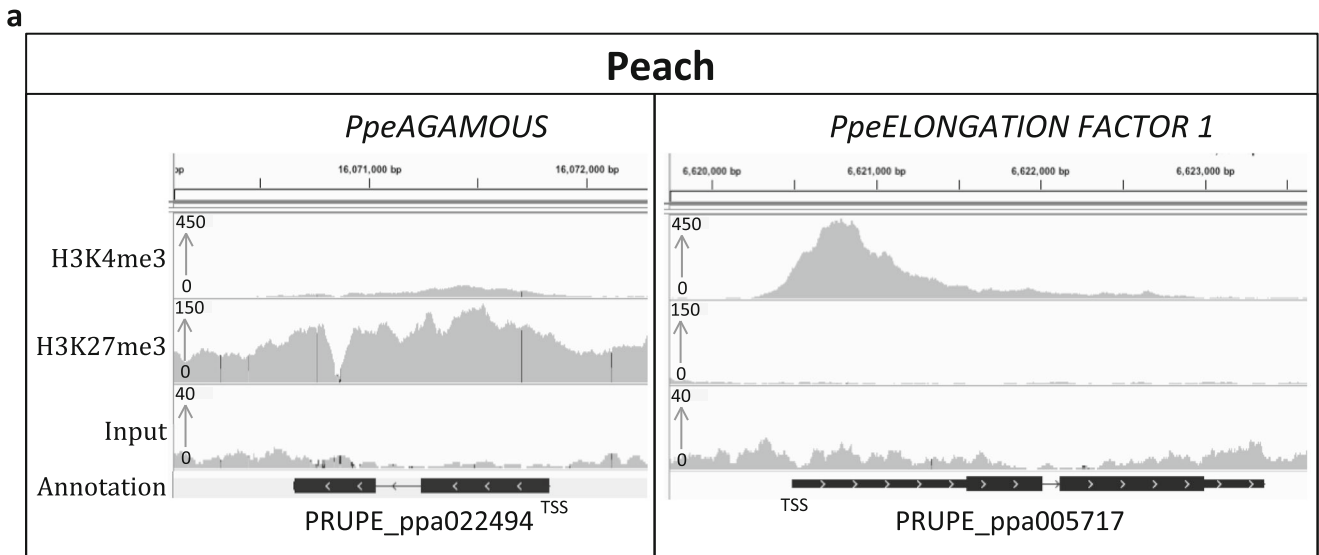 a
Peach
PpeAGAMOUS
PpeELONGATION FACTOR 1
bp
16,071,000 bp
16,072,000 bp
6,620,000 bp
6,621,000 bp
6,622,000 bp
6,623,000 bp
H3K4me3
450
0
450
0
H3K27me3
150
0
150
0
Input
40
0
40
0
Annotation
TSS
TSS
PRUPE_ppa022494
PRUPE_ppa005717